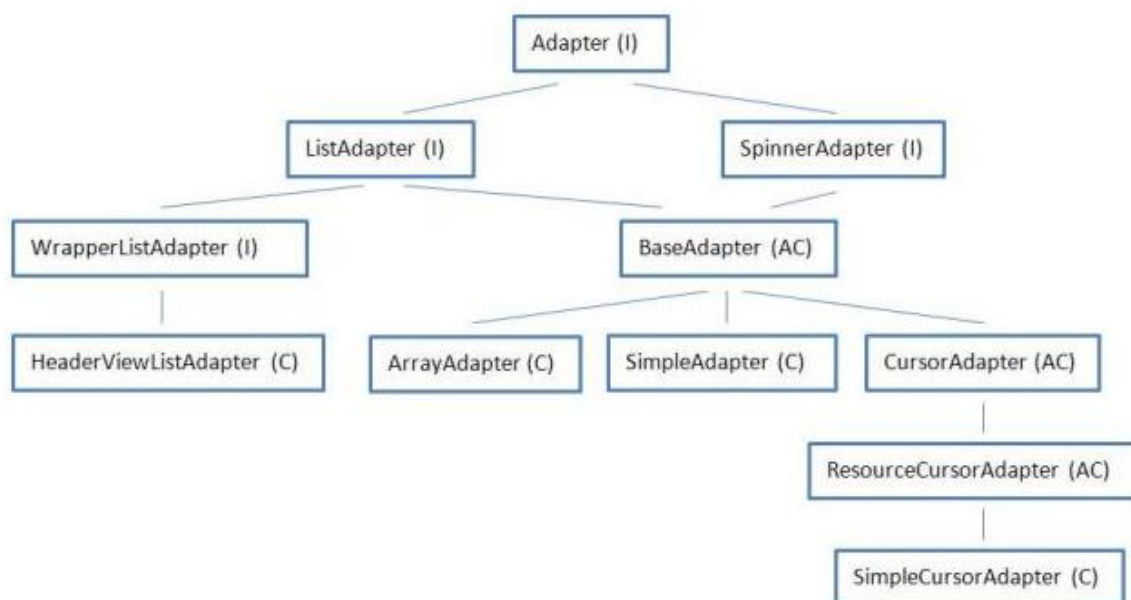 Adapter (I)
ListAdapter (I)
SpinnerAdapter (I)
WrapperListAdapter (I)
BaseAdapter (AC)
HeaderViewListAdapter (C)
ArrayAdapter (C)
SimpleAdapter (C)
CursorAdapter (AC)
ResourceCursorAdapter (AC)
SimpleCursorAdapter (C)